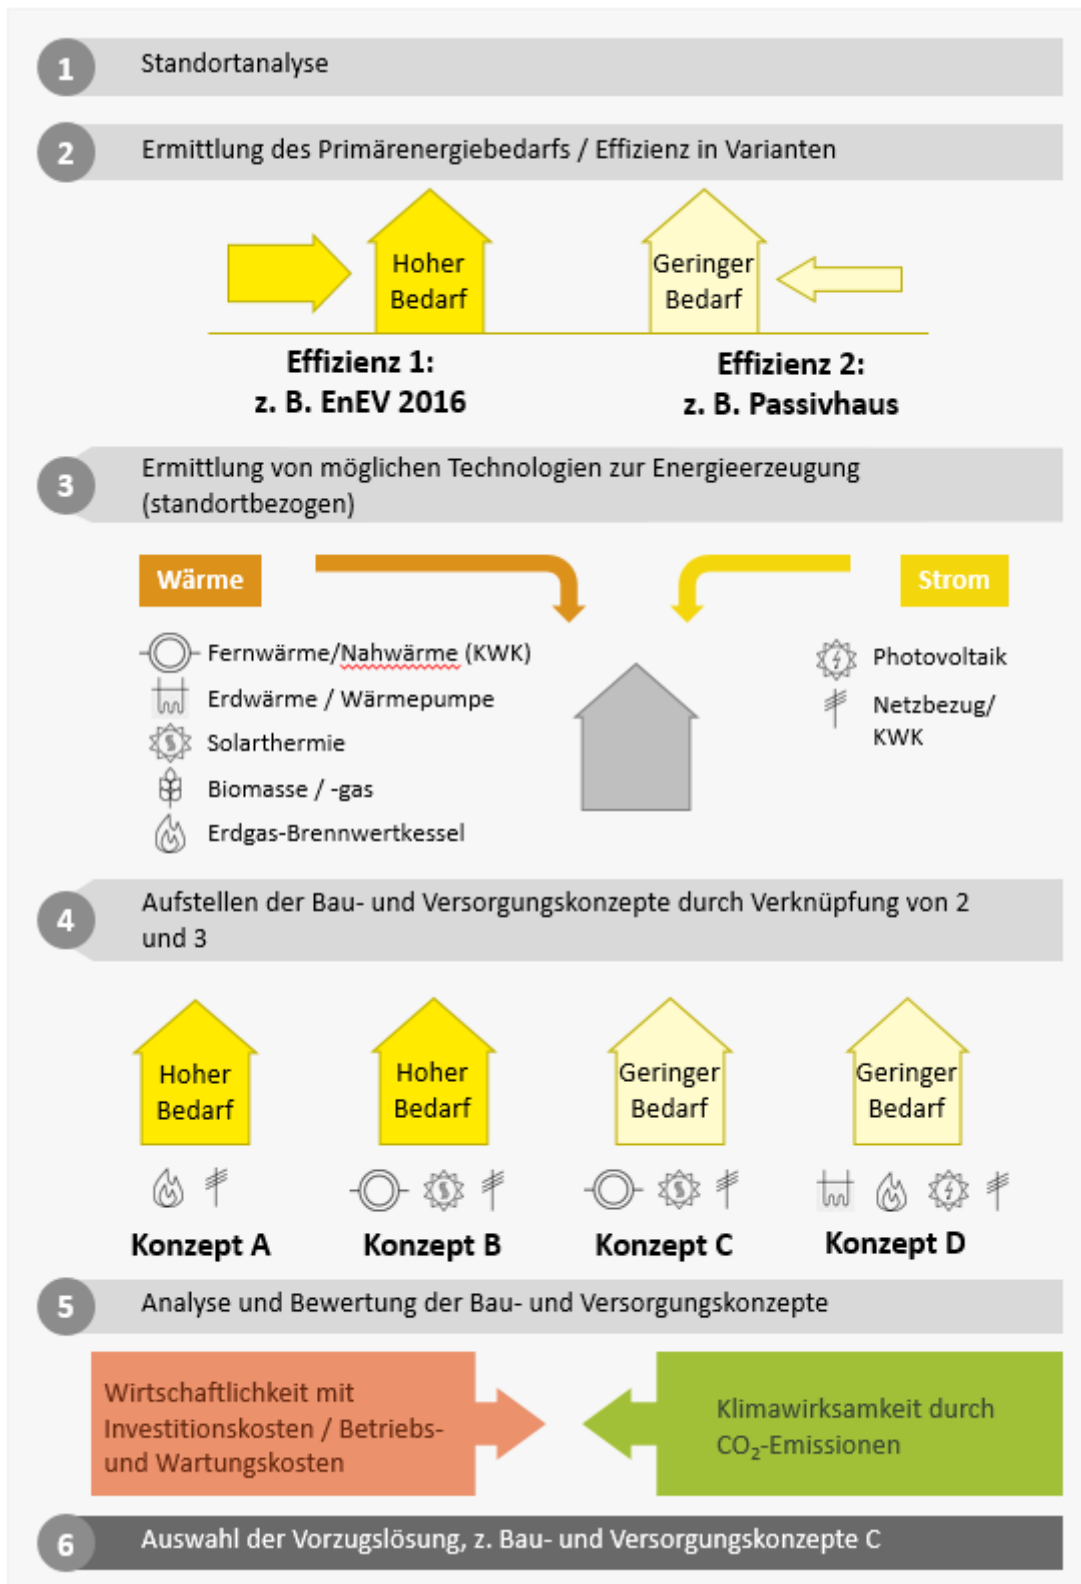 1
Standortanalyse
2
Ermittlung des Primärenergiebedarfs / Effizienz in Varianten
Hoher
Bedarf
Geringer
Bedarf
Effizienz 1:
z. B. EnEV 2016
Effizienz 2:
z. B. Passivhaus
3
Ermittlung von möglichen Technologien zur Energieerzeugung
(standortbezogen)
Wärme
Strom
Fernwärme/Nahwärme (KWK)
Erdwärme / Wärmepumpe
Solarthermie
Biomasse / -gas
Erdgas-Brennwertkessel
Photovoltaik
Netzbezug/
KWK
4
Aufstellen der Bau- und Versorgungskonzepte durch Verknüpfung von 2
und 3
Hoher
Bedarf
Hoher
Bedarf
Geringer
Bedarf
Geringer
Bedarf
Konzept A
Konzept B
Konzept C
Konzept D
5
Analyse und Bewertung der Bau- und Versorgungskonzepte
Wirtschaftlichkeit mit
Investitionskosten / Betriebs-
und Wartungskosten
Klimawirksamkeit durch
CO₂-Emissionen
6
Auswahl der Vorzugslösung, z. Bau- und Versorgungskonzepte C